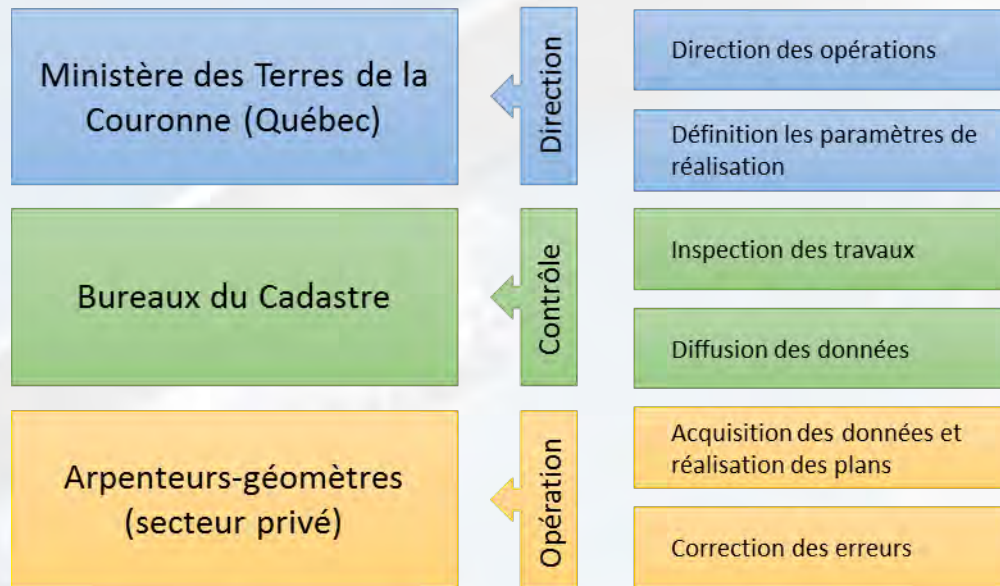 Ministère des Terres de la
Couronne (Québec)
Direction
Direction des opérations
Définition les paramètres de
réalisation
Bureaux du Cadastre
Contrôle
Inspection des travaux
Diffusion des données
Arpenteurs-géomètres
(secteur privé)
Opération
Acquisition des données et
réalisation des plans
Correction des erreurs